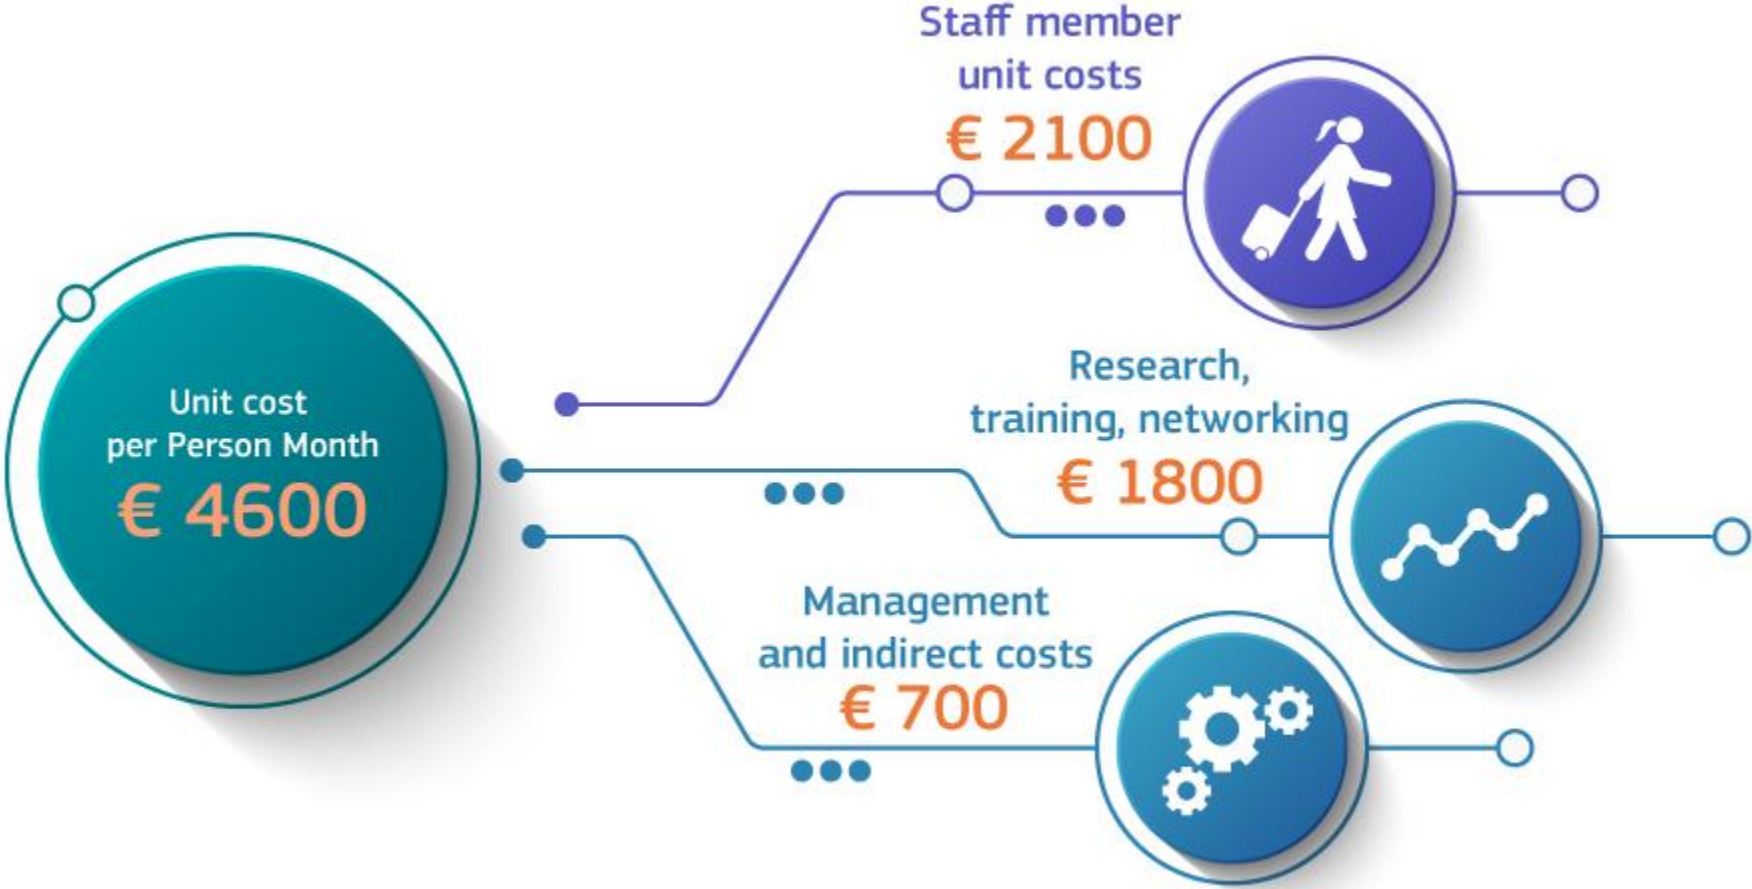 Staff member
unit costs
€ 2100
Unit cost
per Person Month
€ 4600
Research,
training, networking
€ 1800
Management
and indirect costs
€ 700